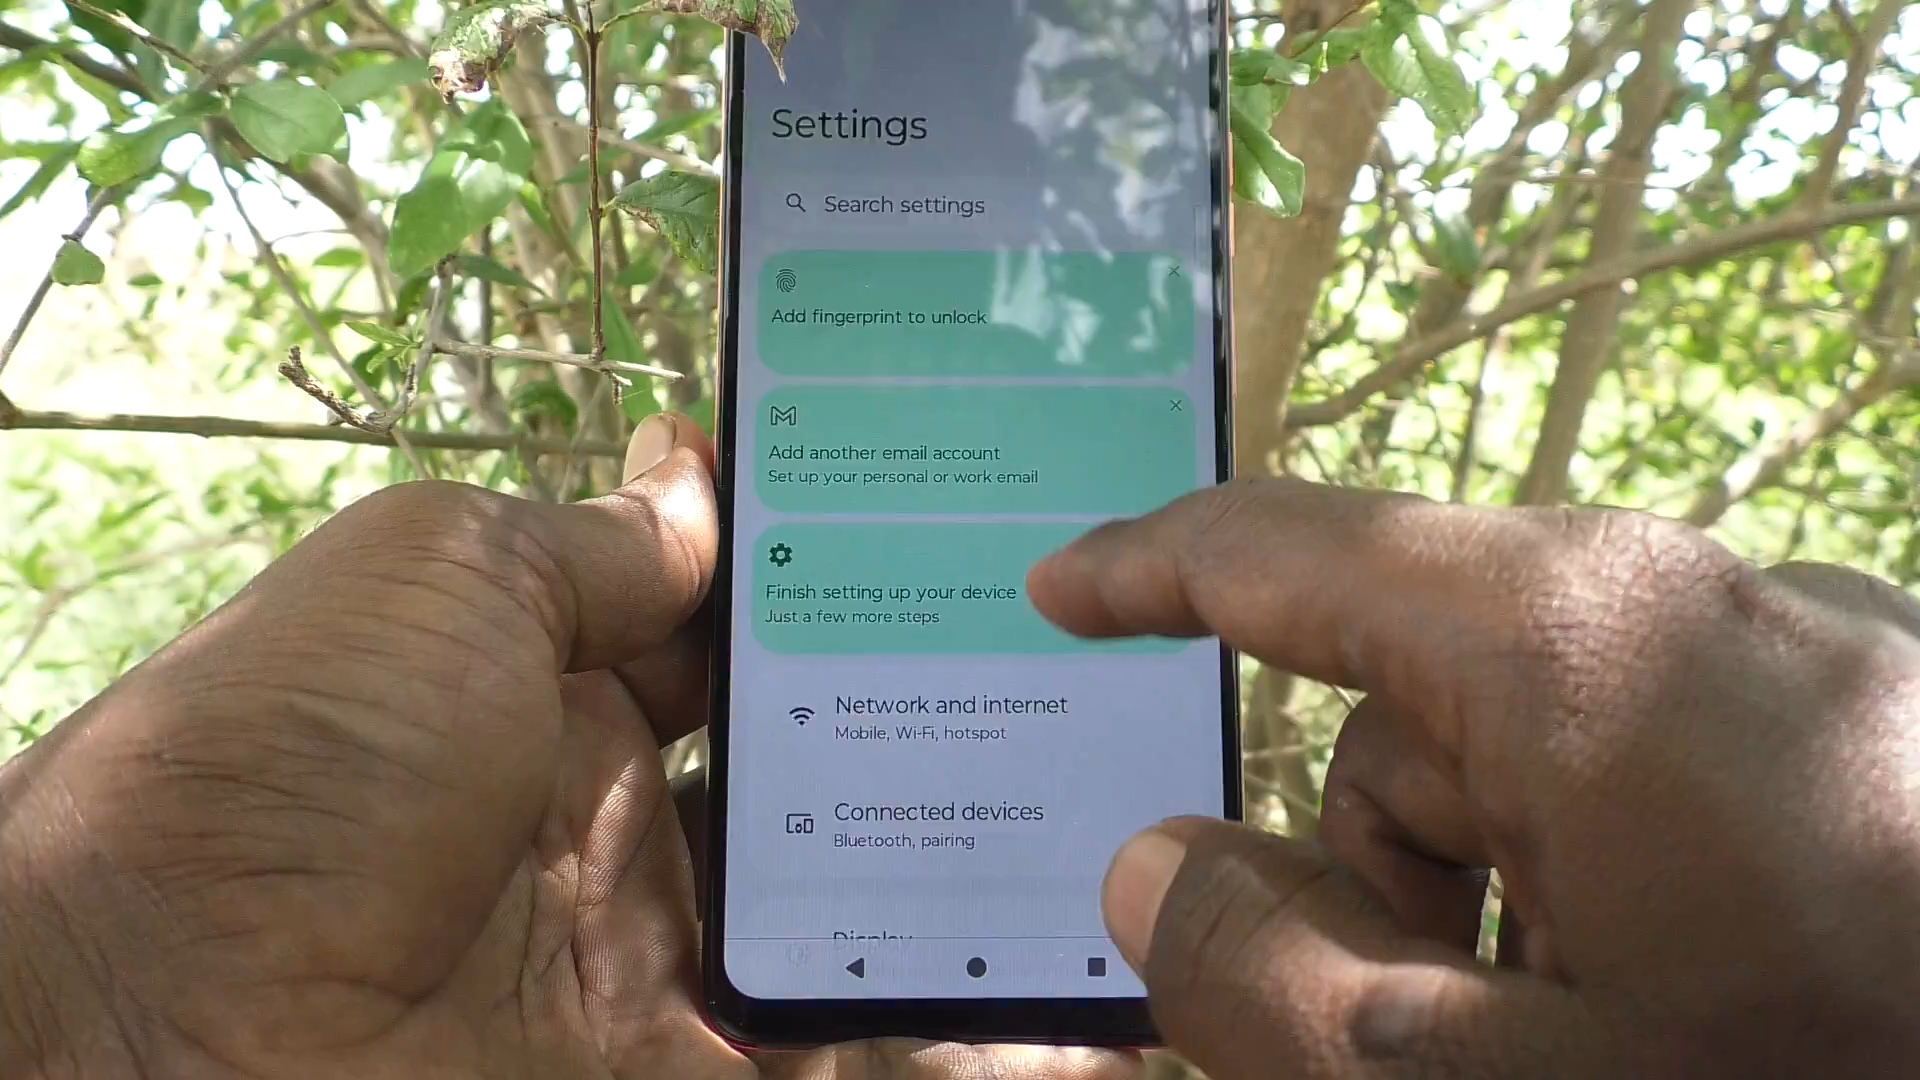 Settings
Search settings
Add fingerprint to unlock
Add another email account
Set up your personal or work email
Finish setting up your device
Just a few more steps
Network and internet
Mobile, Wi-Fi, hotspot
Connected devices
Bluetooth, pairing
Display